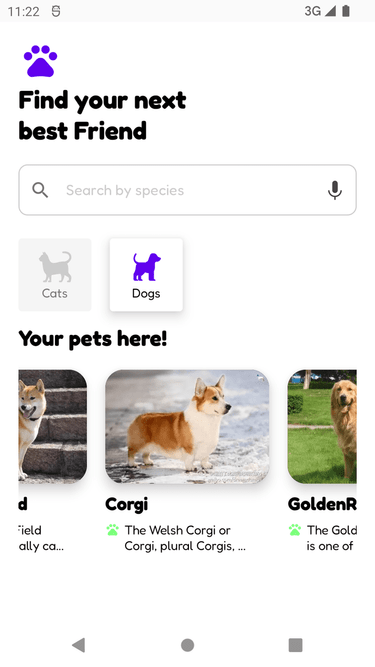 11:22
3G
Find your next
best Friend
Search by species
Cats
Dogs
Your pets here!
d
Corgi
GoldenR
Field
ally ca...
The Welsh Corgi or
Corgi, plural Corgis, ...
The Gold
is one of